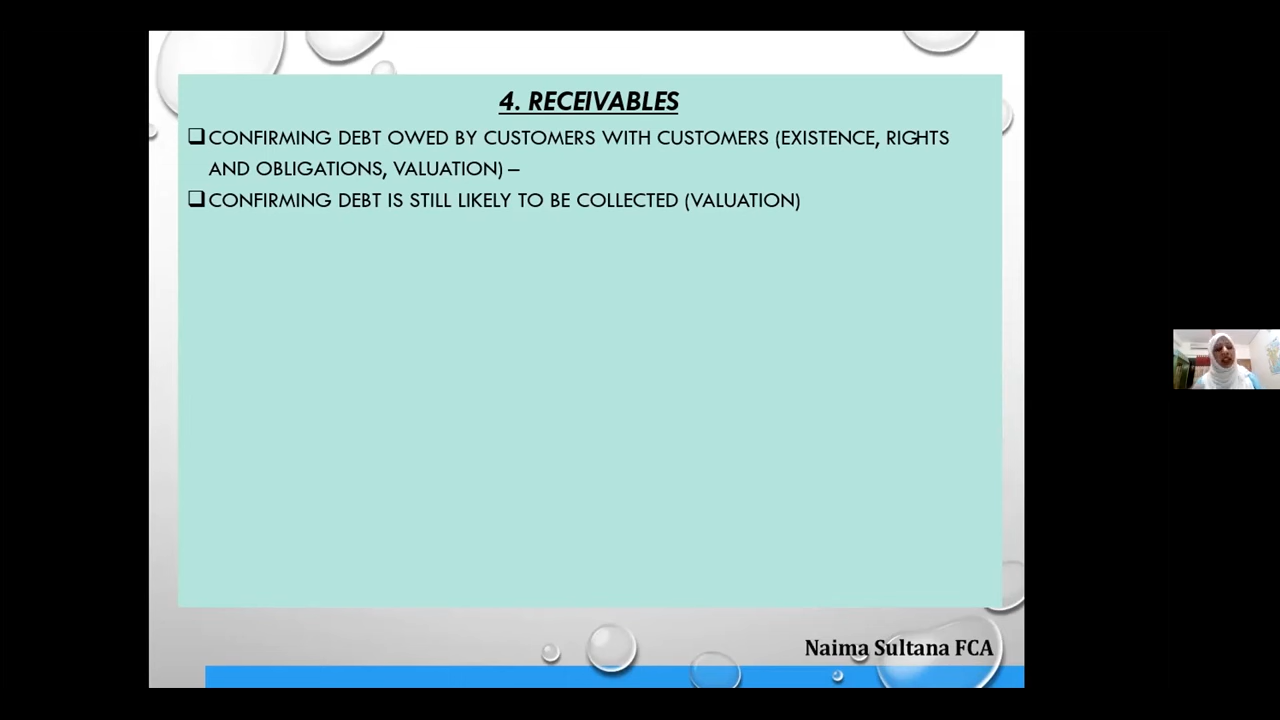 4. RECEIVABLES
❑CONFIRMING DEBT OWED BY CUSTOMERS WITH CUSTOMERS (EXISTENCE, RIGHTS
AND OBLIGATIONS, VALUATION) –
❑CONFIRMING DEBT IS STILL LIKELY TO BE COLLECTED (VALUATION)
Naima Sultana FCA